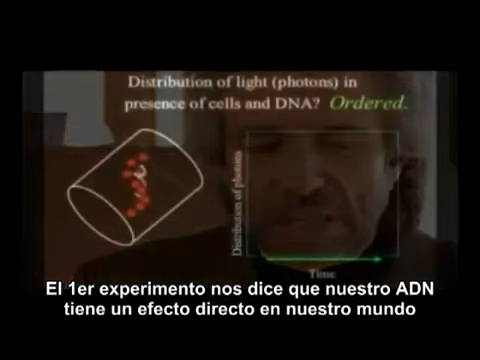 Distribution of light (photons) in
presence of cells and DNA? Ordered.
Distribution of photons
Time
El 1er experimento nos dice que nuestro ADN
tiene un efecto directo en nuestro mundo